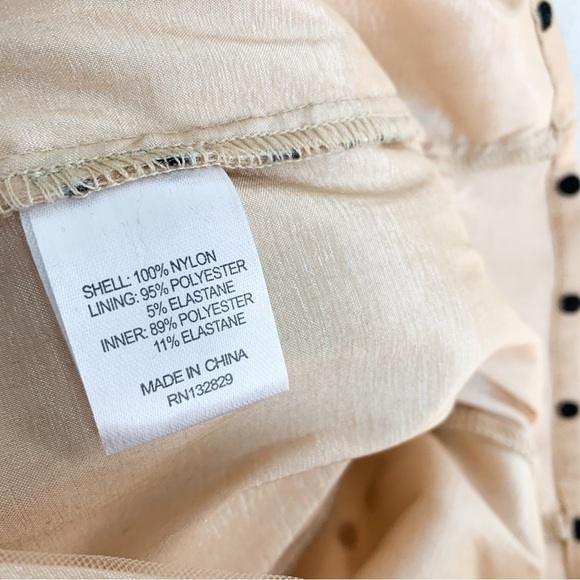 SHELL: 100% NYLON
LINING: 95% POLYESTER
5% ELASTANE
INNER: 89% POLYESTER
11% ELASTANE
MADE IN CHINA
RN132829